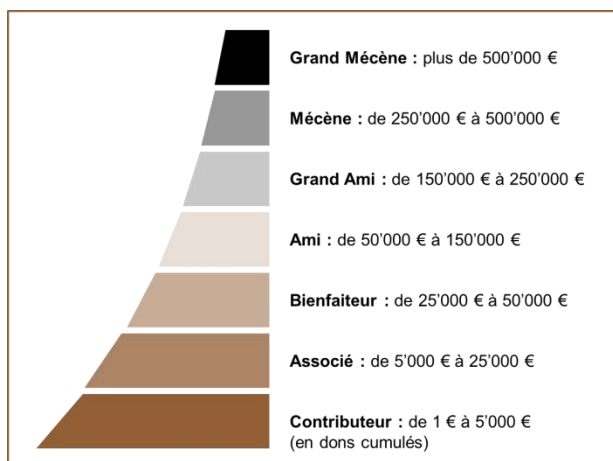 Grand Mécène : plus de 500’000 €
Mécène : de 250’000 € à 500’000 €
Grand Ami : de 150’000 € à 250’000 €
Ami : de 50’000 € à 150’000 €
Bienfaiteur : de 25’000 € à 50’000 €
Associé : de 5’000 € à 25’000 €
Contributeur : de 1 € à 5’000 €
(en dons cumulés)